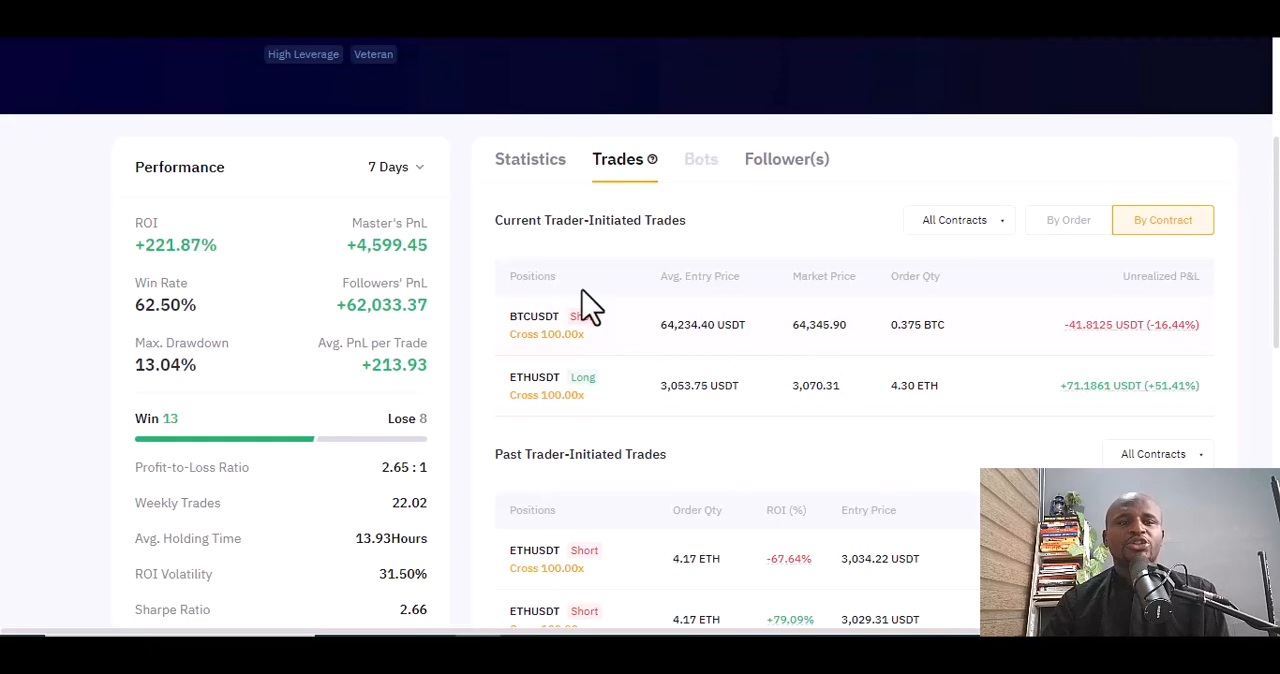 High Leverage Veteran
Performance 7 Days
ROI Master's PnL
+221.87% +4,599.45
Win Rate Followers' PnL
62.50% +62,033.37
Max. Drawdown Avg. PnL per Trade
13.04% +213.93
Win 13 Lose 8
Profit-to-Loss Ratio 2.65 : 1
Weekly Trades 22.02
Avg. Holding Time 13.93Hours
ROI Volatility 31.50%
Sharpe Ratio 2.66
Statistics Trades Bots Follower(s)
Current Trader-Initiated Trades All Contracts By Order By Contract
Positions Avg. Entry Price Market Price Order Qty Unrealized P&L
BTCUSDT
Cross 100.00x 64,234.40 USDT 64,345.90 0.375 BTC -41.8125 USDT (-16.44%)
ETHUSDT Long
Cross 100.00x 3,053.75 USDT 3,070.31 4.30 ETH +71.1861 USDT (+51.41%)
Past Trader-Initiated Trades All Contracts
Positions Order Qty ROI (%) Entry Price
ETHUSDT Short
Cross 100.00x 4.17 ETH -67.64% 3,034.22 USDT
ETHUSDT Short
4.17 ETH +79.09% 3,029.31 USDT